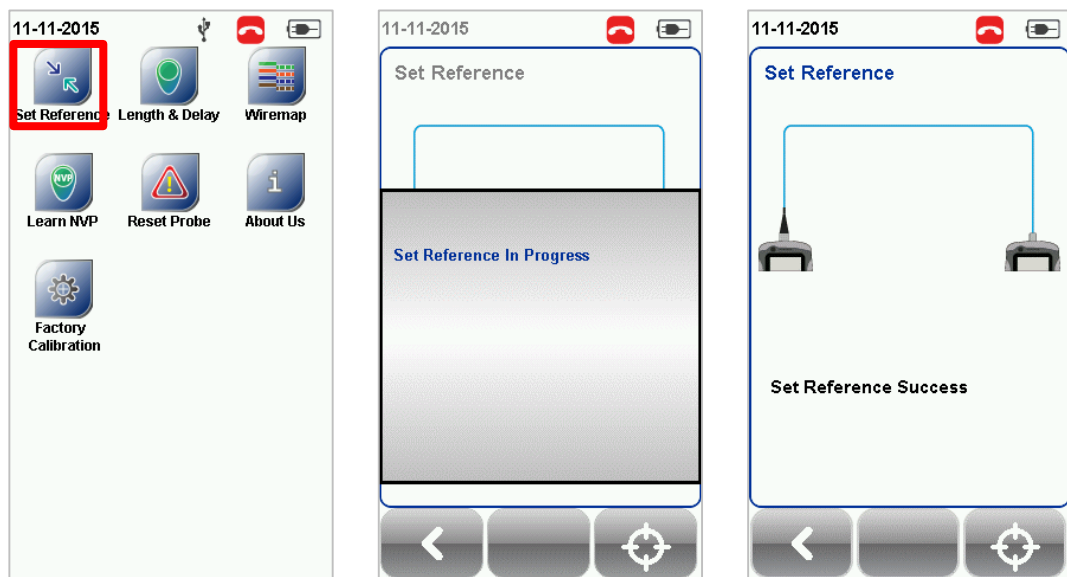 11-11-2015
Set Reference
Length & Delay
Wiremap
NVP
Learn NVP
Reset Probe
i
About Us
Factory
Calibration
11-11-2015
Set Reference
Set Reference In Progress
11-11-2015
Set Reference
Set Reference Success